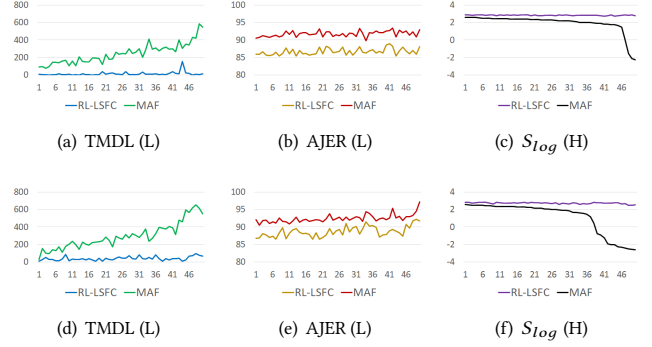 800
600
400
200
0
1 6 11 16 21 26 31 36 41 46
RL-LSFC MAF
(a) TMDL (L)
100
95
90
85
80
1 6 11 16 21 26 31 36 41 46
RL-LSFC MAF
(b) AJER (L)
4
2
0
-2
-4
1 6 11 16 21 26 31 36 41 46
RL-LSFC MAF
(c) Slog (H)
800
600
400
200
0
1 6 11 16 21 26 31 36 41 46
RL-LSFC MAF
(d) TMDL (L)
100
95
90
85
80
1 6 11 16 21 26 31 36 41 46
RL-LSFC MAF
(e) AJER (L)
4
2
0
-2
-4
1 6 11 16 21 26 31 36 41 46
RL-LSFC MAF
(f) Slog (H)